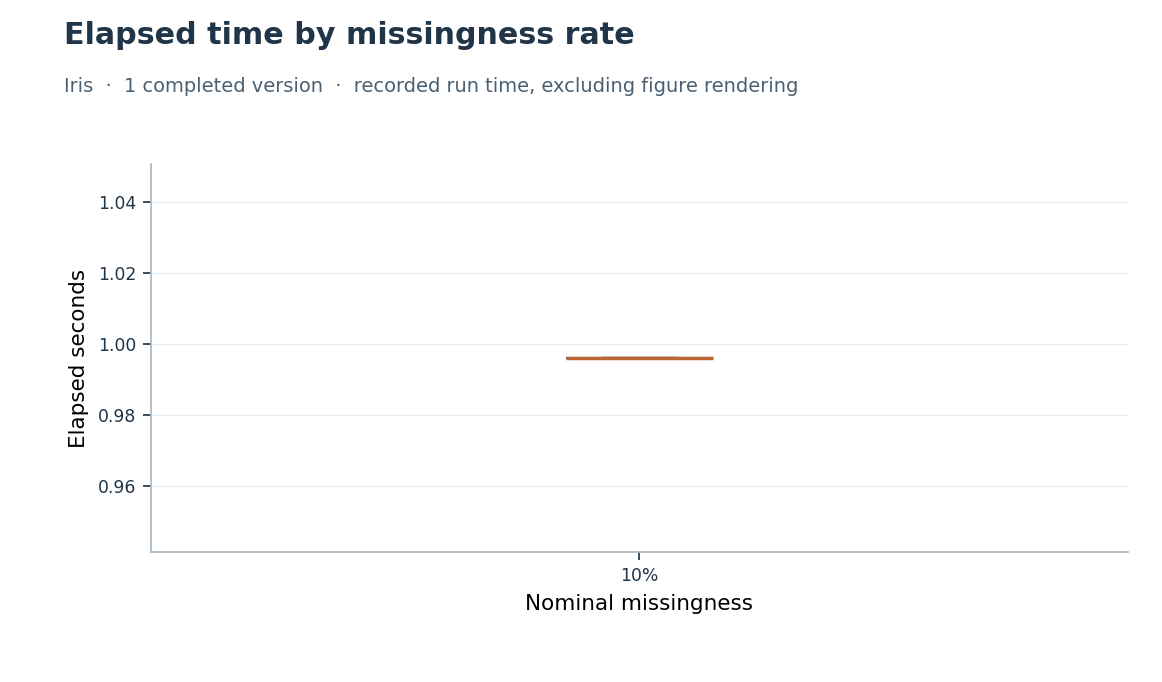 Elapsed time by missingness rate
Iris · 1 completed version · recorded run time, excluding figure rendering
1.04
1.02
1.00
0.98
0.96
Elapsed seconds
10%
Nominal missingness